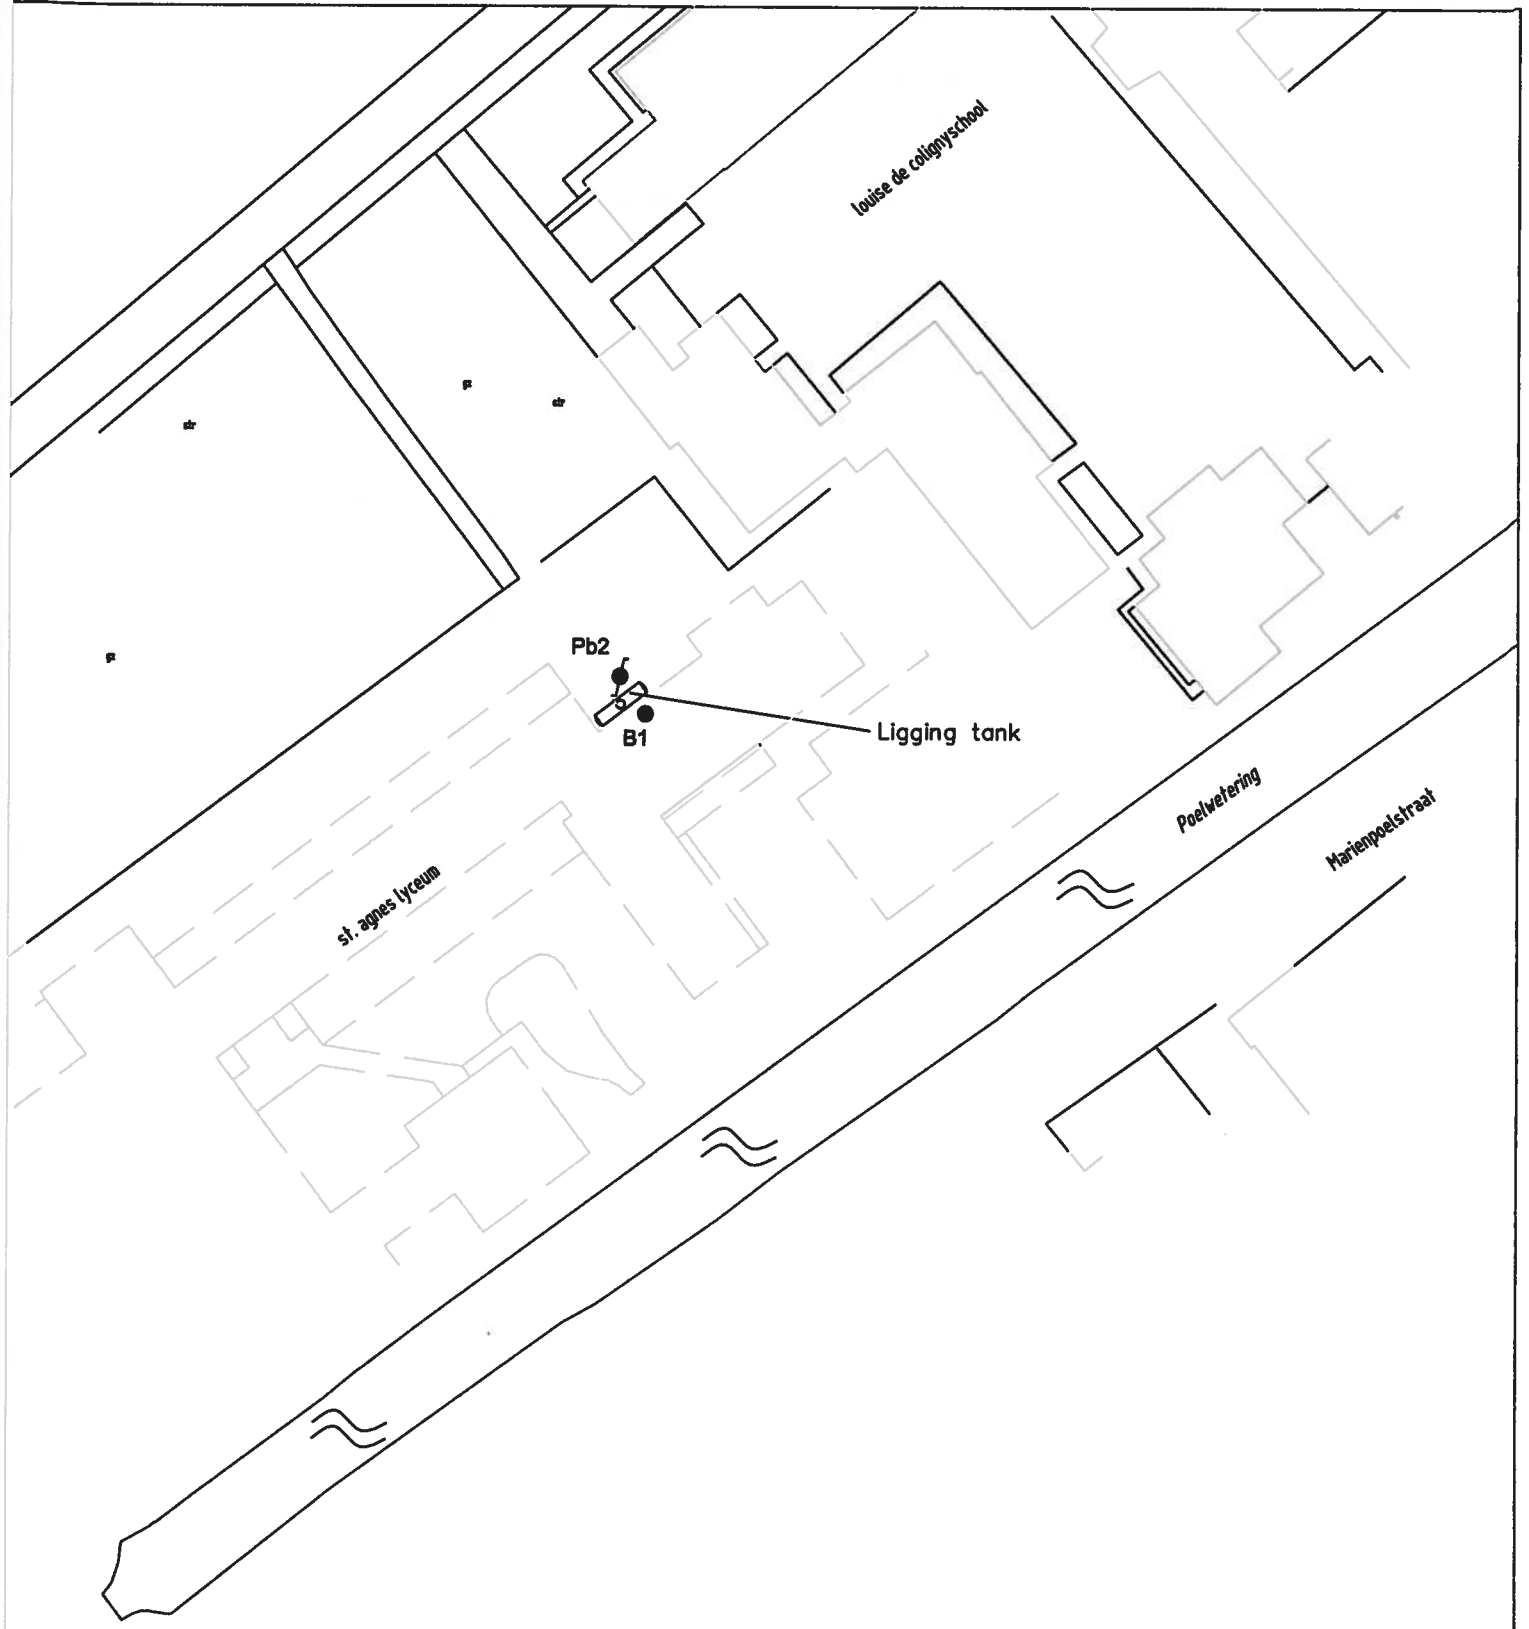 louise de colignyschool
Pb2
B1
Ligging tank
Poelwetering
Marienpoelstraat
st. agnes lyceum